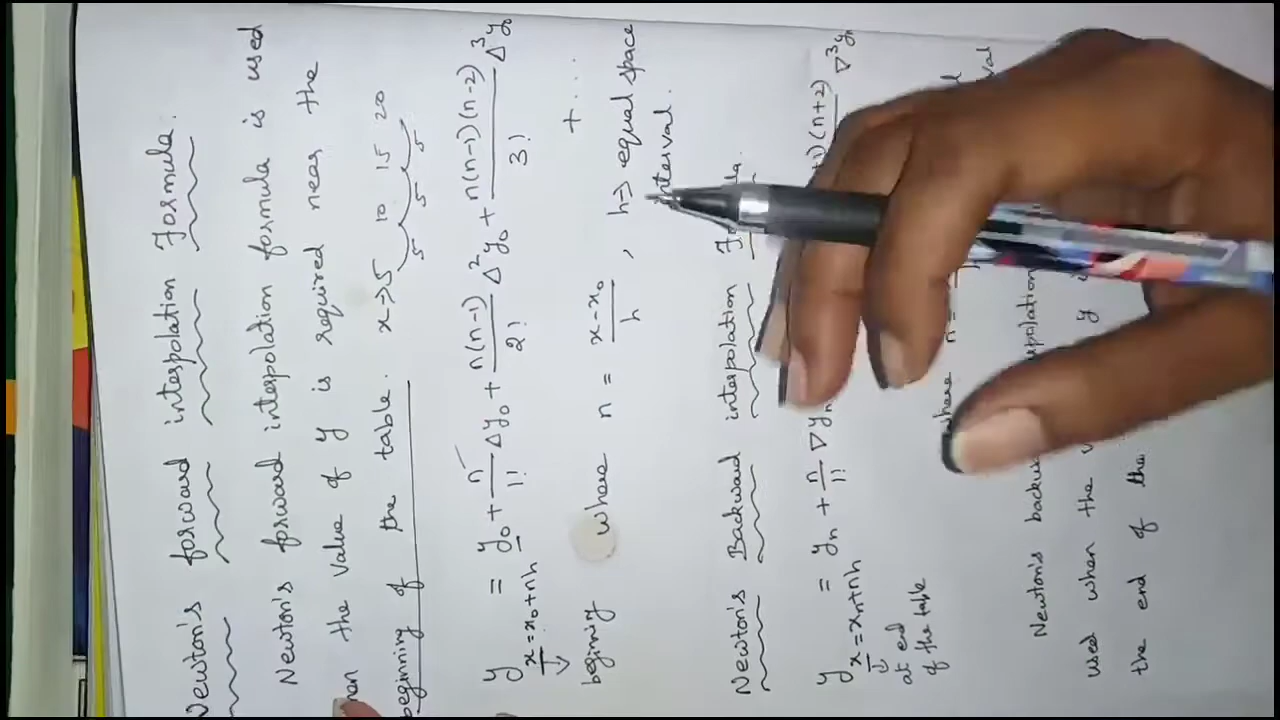 Newton's forward interpolation Formula.
Newton's forward interpolation formula is used
the value of y is required near the
beginning of the table. x→5 10 15 20
5 5 5
y x=x₀+nh = y₀ + n/1! Δy₀ + n(n-1)/2! Δ²y₀ + n(n-1)(n-2)/3! Δ³y₀
+....
beginning where n = x-x₀/h , h→ equal space
interval.
Newton's Backward interpolation
y x=xₙ+nh = yₙ + n/1! ∇yₙ (n+2) ∇³yₙ
at end
of the table
where n =
Newton's
used when the
the end of the